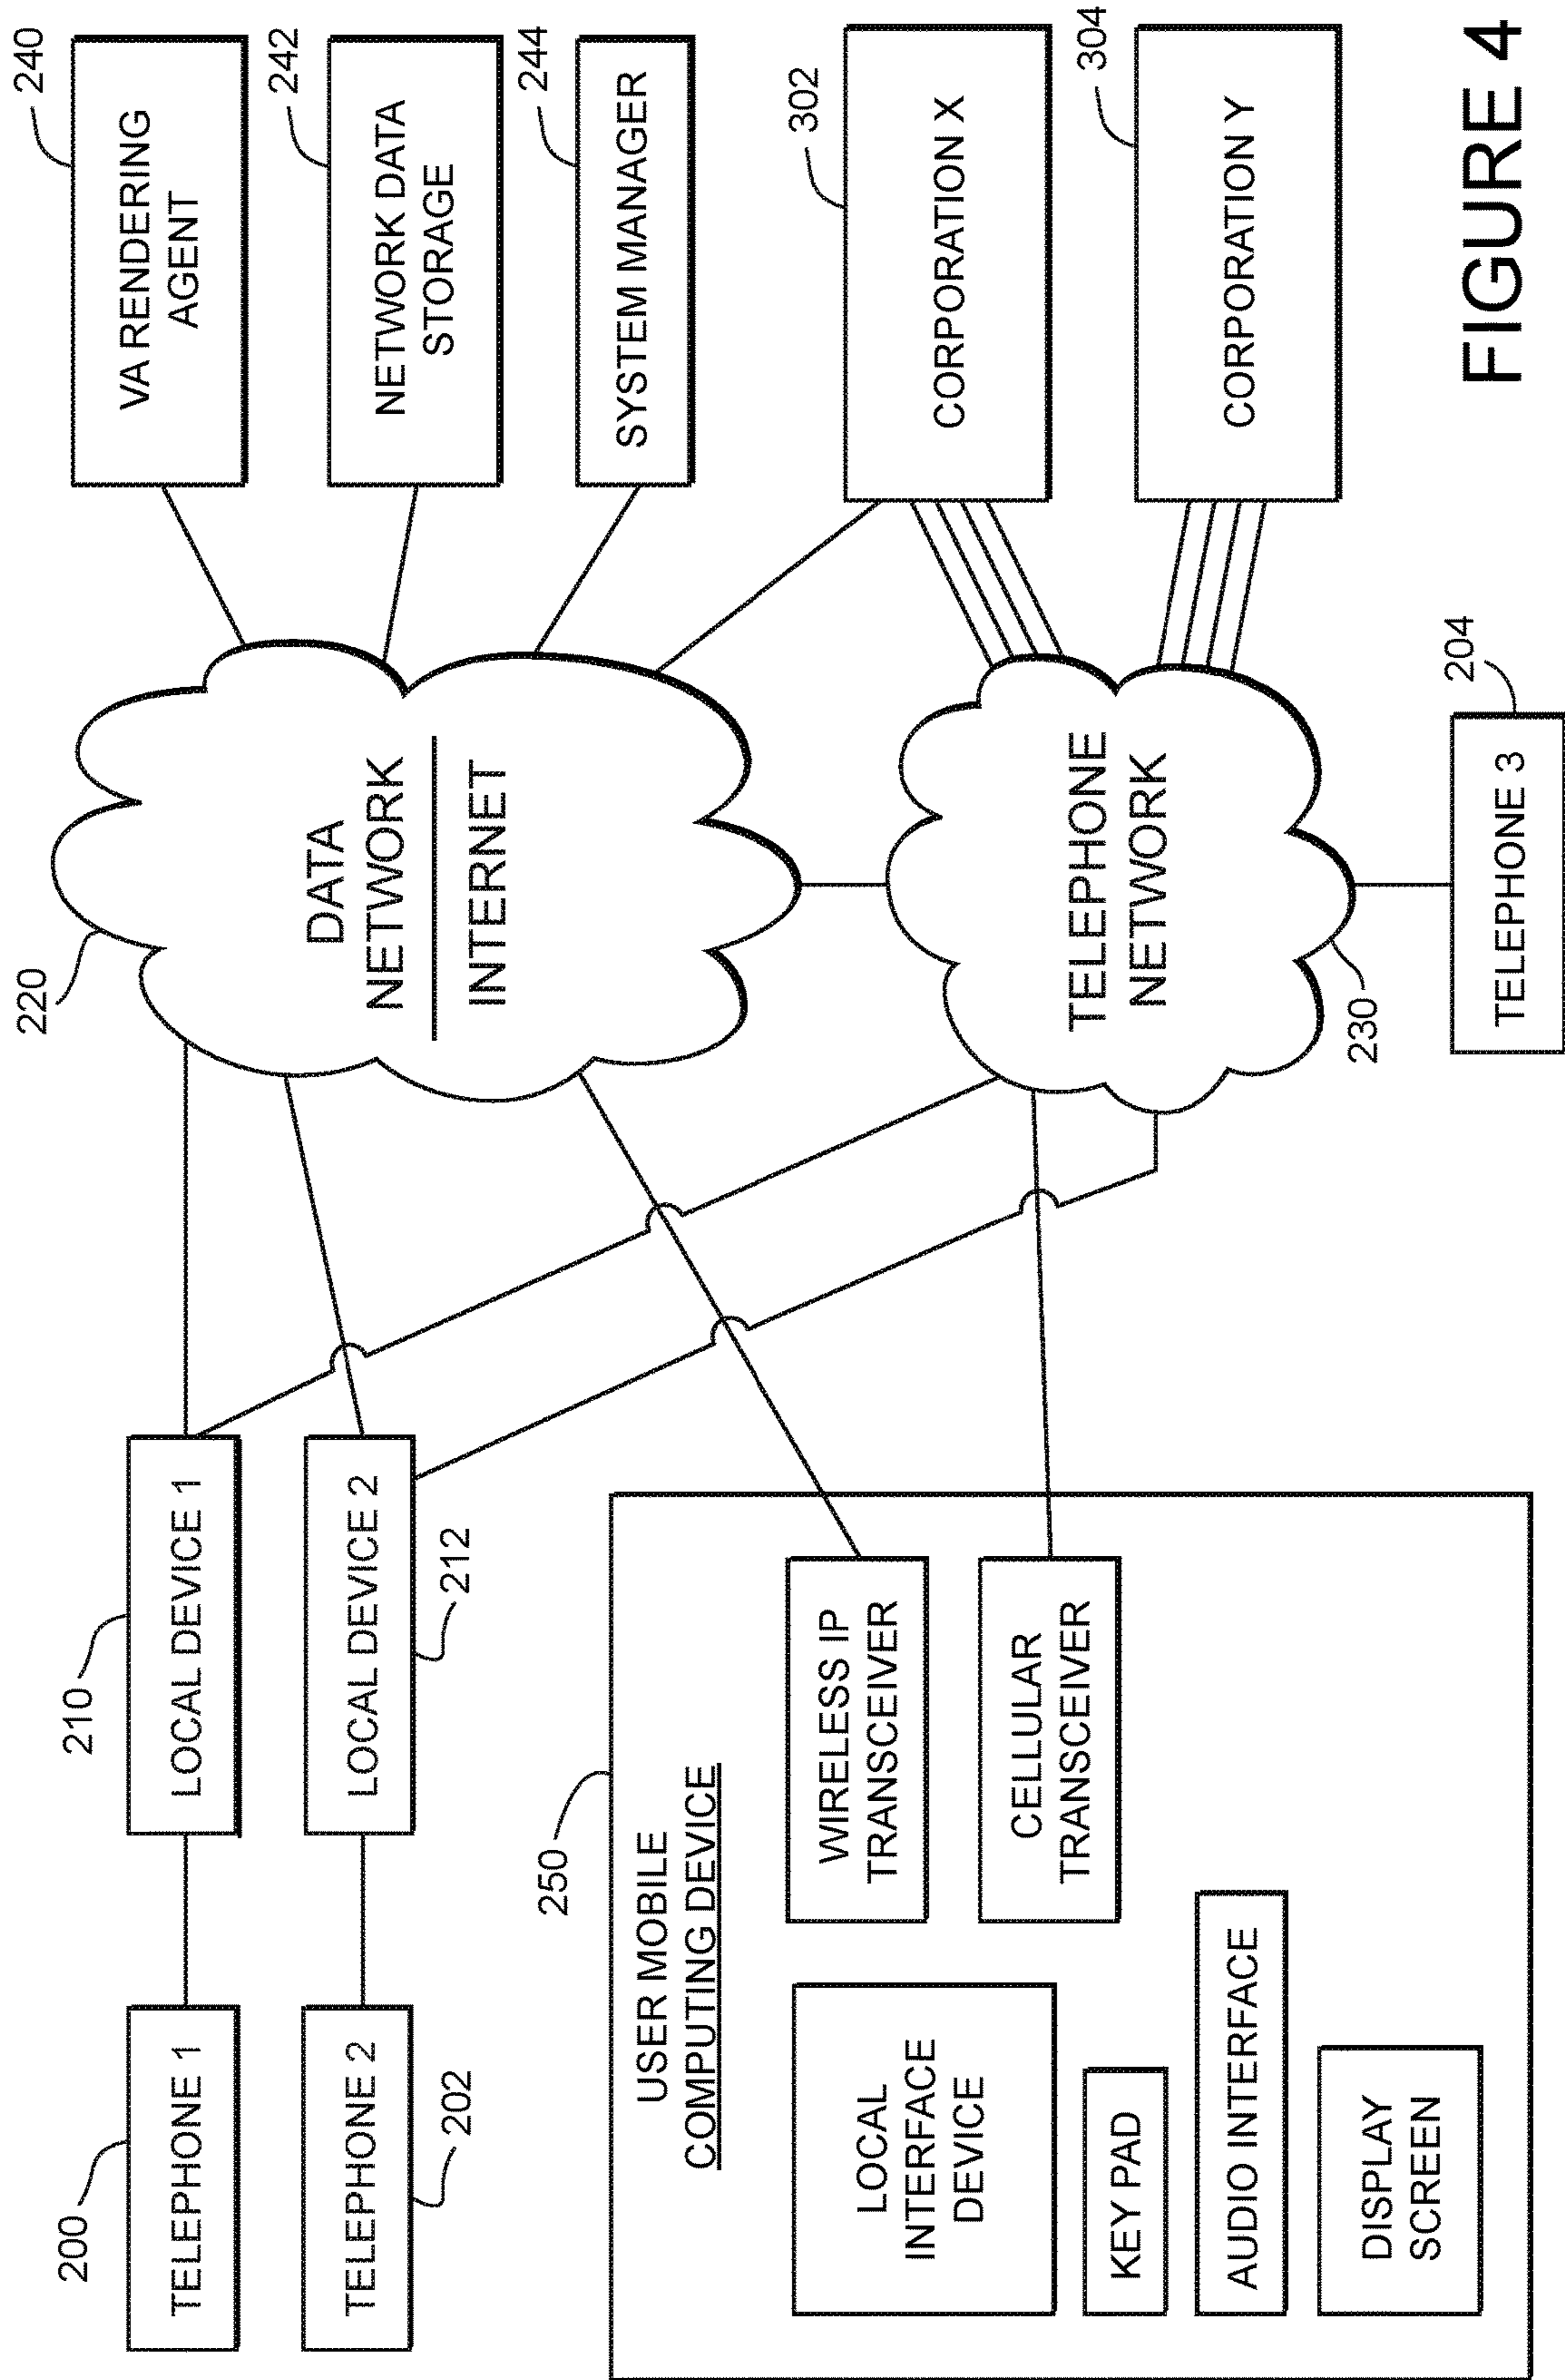 200
TELEPHONE 1
TELEPHONE 2
202
210
LOCAL DEVICE 1
LOCAL DEVICE 2
212
220
DATA
NETWORK
INTERNET
240
VA RENDERING
AGENT
242
NETWORK DATA
STORAGE
244
SYSTEM MANAGER
302
CORPORATION X
304
CORPORATION Y
TELEPHONE
NETWORK
230
204
TELEPHONE 3
250
USER MOBILE
COMPUTING DEVICE
LOCAL
INTERFACE
DEVICE
WIRELESS IP
TRANSCEIVER
CELLULAR
TRANSCEIVER
KEY PAD
AUDIO INTERFACE
DISPLAY
SCREEN
FIGURE 4